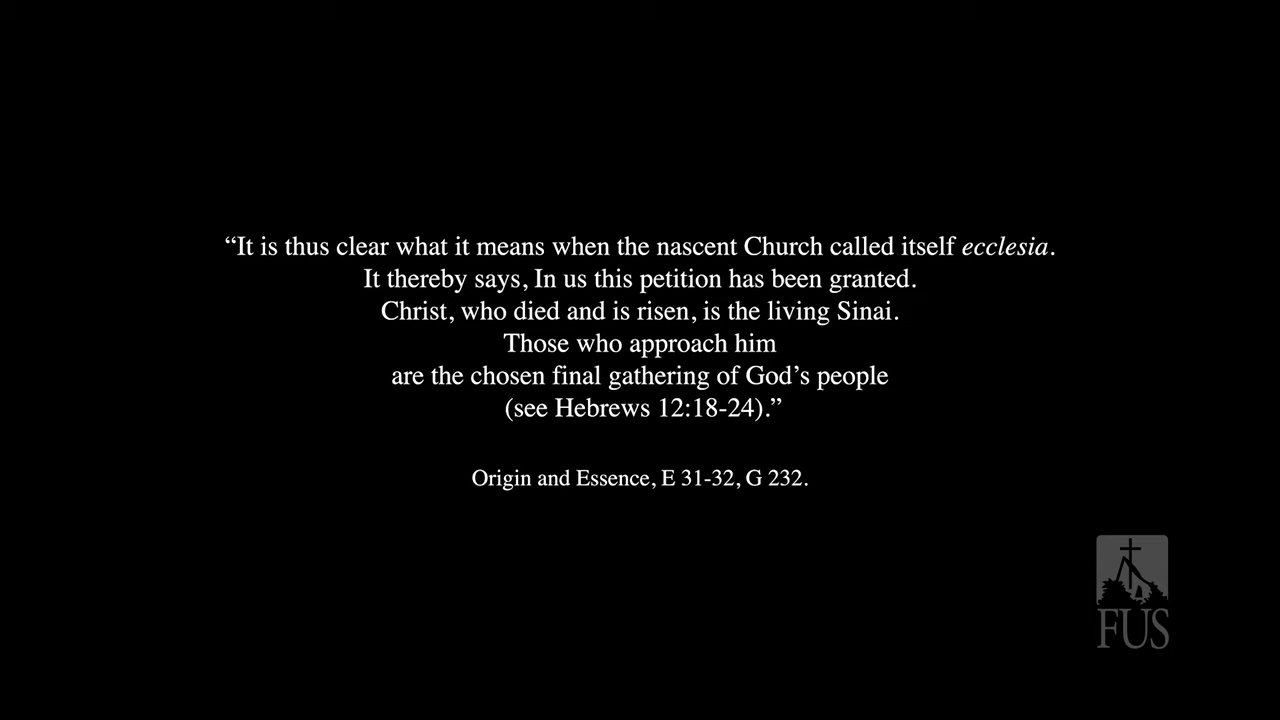 “It is thus clear what it means when the nascent Church called itself ecclesia.
It thereby says, In us this petition has been granted.
Christ, who died and is risen, is the living Sinai.
Those who approach him
are the chosen final gathering of God’s people
(see Hebrews 12:18-24).”
Origin and Essence, E 31-32, G 232.
FUS